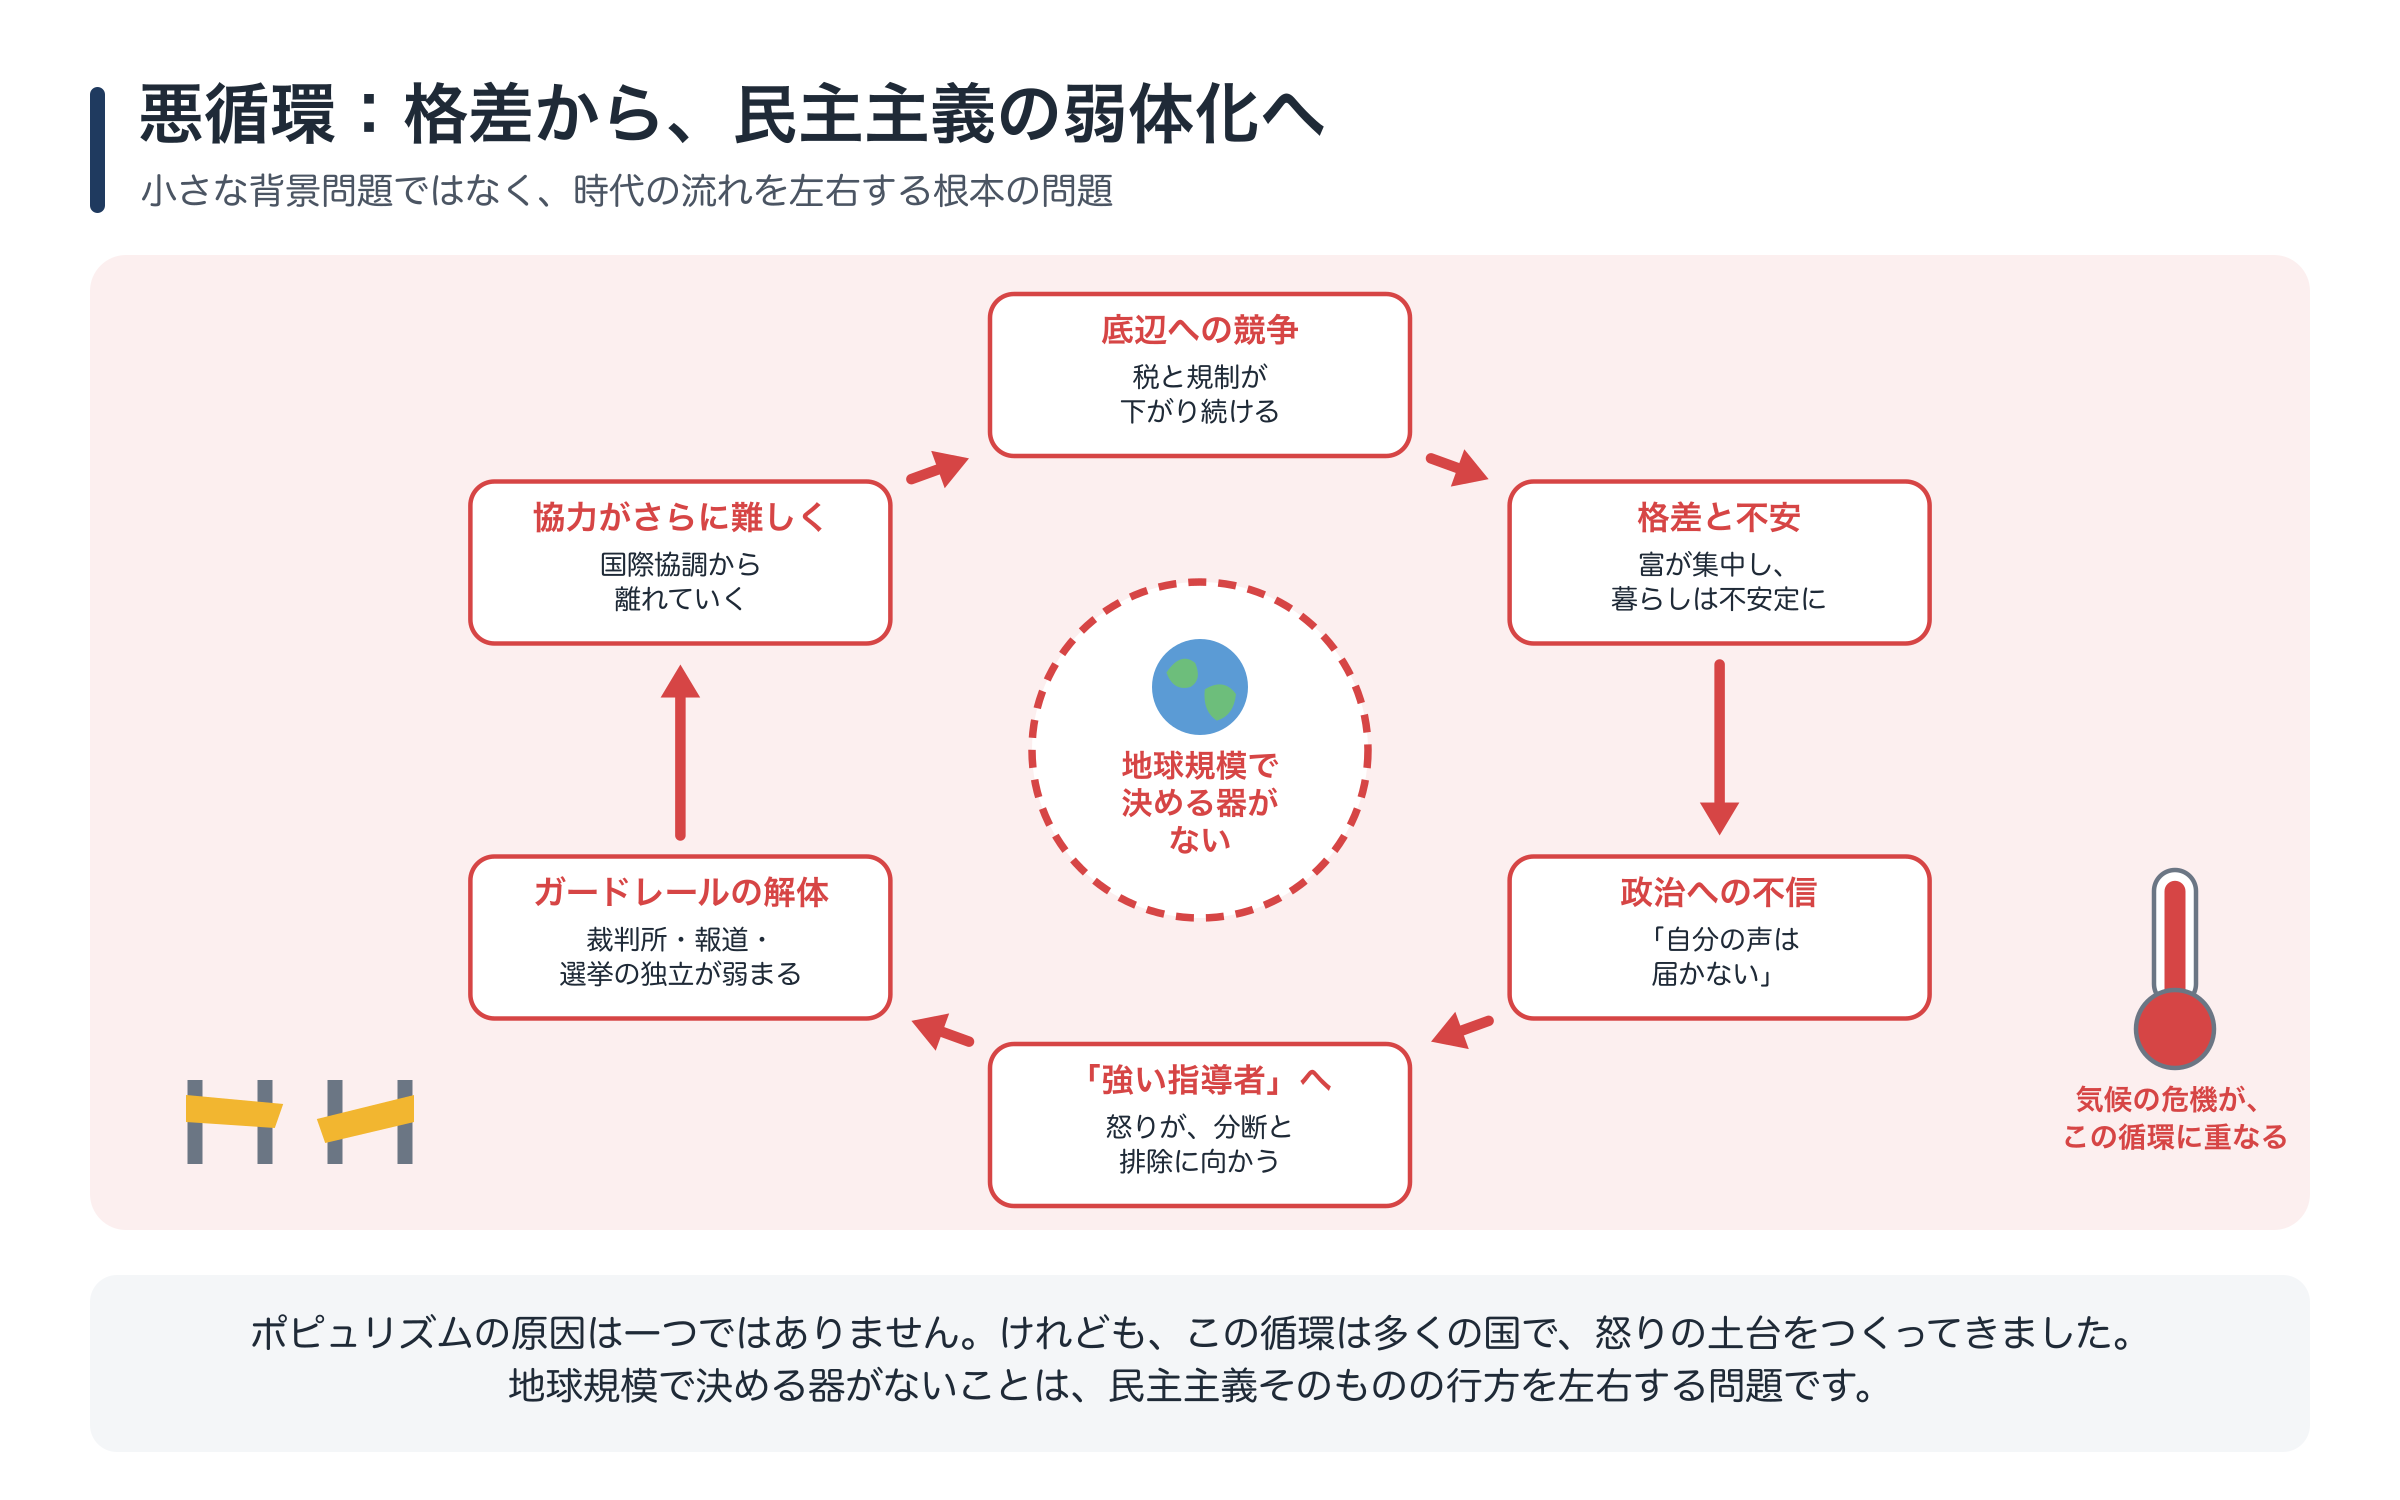 悪循環：格差から、民主主義の弱体化へ
小さな背景問題ではなく、時代の流れを左右する根本の問題
底辺への競争
税と規制が
下がり続ける
格差と不安
富が集中し、
暮らしは不安定に
政治への不信
「自分の声は
届かない」
「強い指導者」へ
怒りが、分断と
排除に向かう
ガードレールの解体
裁判所・報道・
選挙の独立が弱まる
協力がさらに難しく
国際協調から
離れていく
地球規模で
決める器が
ない
気候の危機が、
この循環に重なる
ポピュリズムの原因は一つではありません。けれども、この循環は多くの国で、怒りの土台をつくってきました。
地球規模で決める器がないことは、民主主義そのものの行方を左右する問題です。